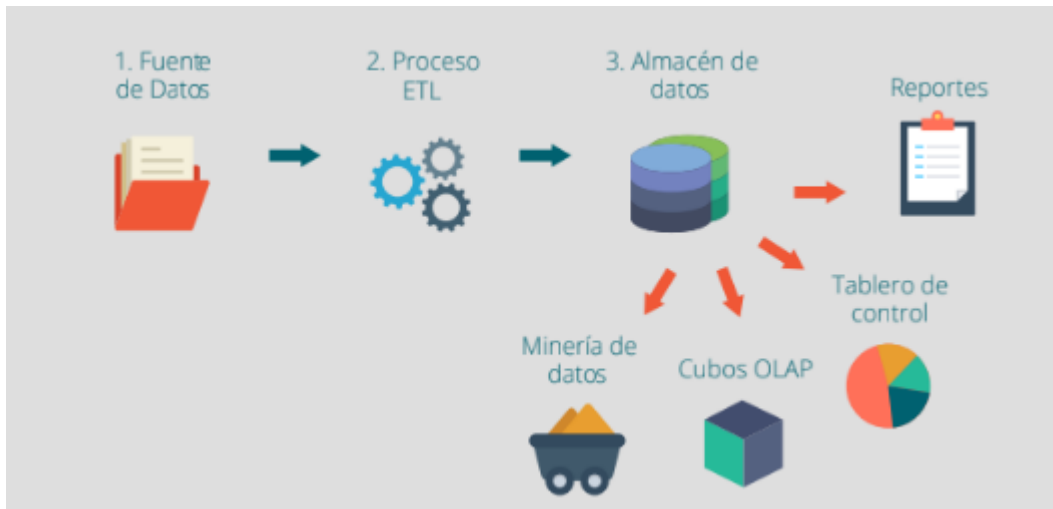 1. Fuente
de Datos
2. Proceso
ETL
3. Almacén de
datos
Reportes
Tablero de
control
Minería de
datos
Cubos OLAP